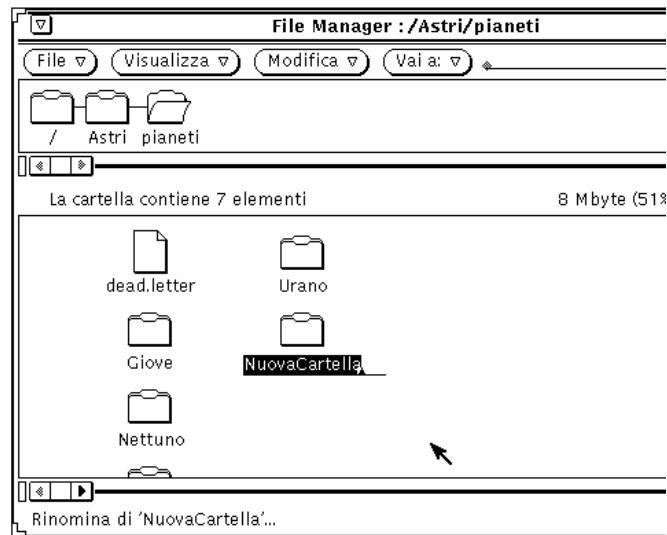 File Manager : /Astri/pianeti
File Visualizza Modifica Vai a:
/ Astri pianeti
La cartella contiene 7 elementi 8 Mbyte (51%
dead.letter Urano
Giove NuovaCartella
Nettuno
Rinomina di 'NuovaCartella'...